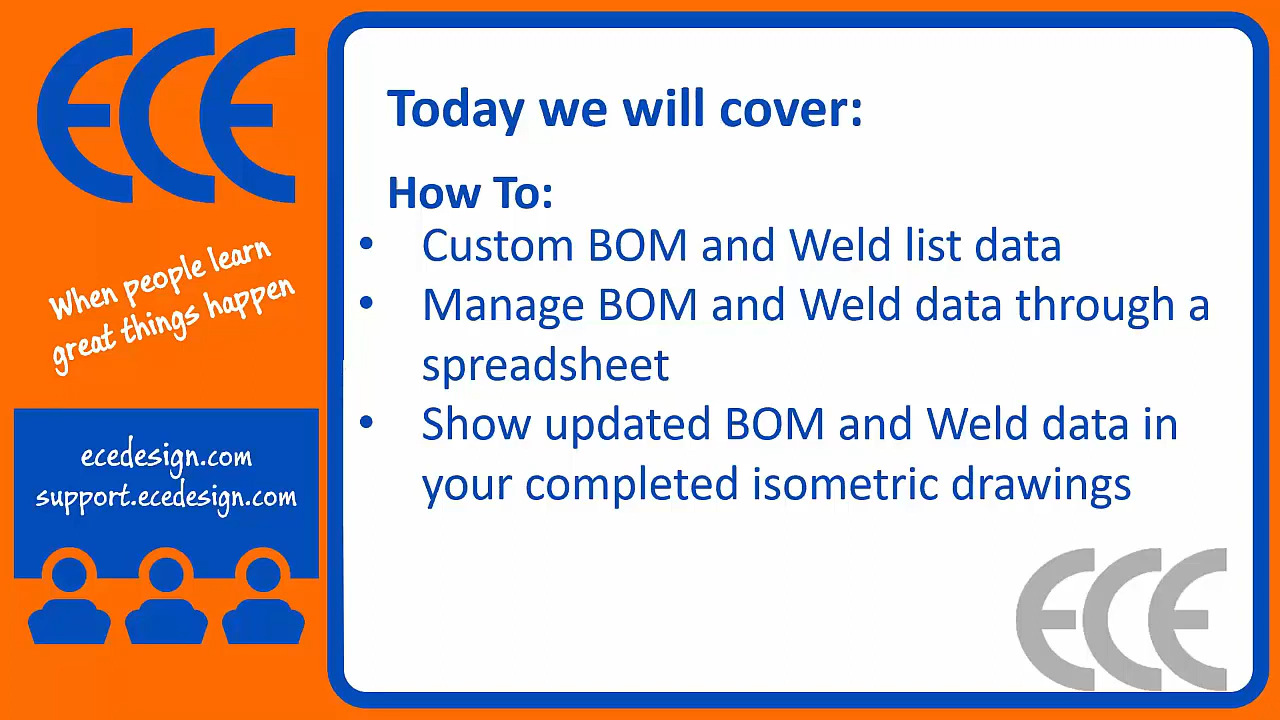 ECE
When people learn
great things happen
ecedesign.com
support.ecedesign.com
Today we will cover:
How To:
• Custom BOM and Weld list data
• Manage BOM and Weld data through a
spreadsheet
• Show updated BOM and Weld data in
your completed isometric drawings
ECE